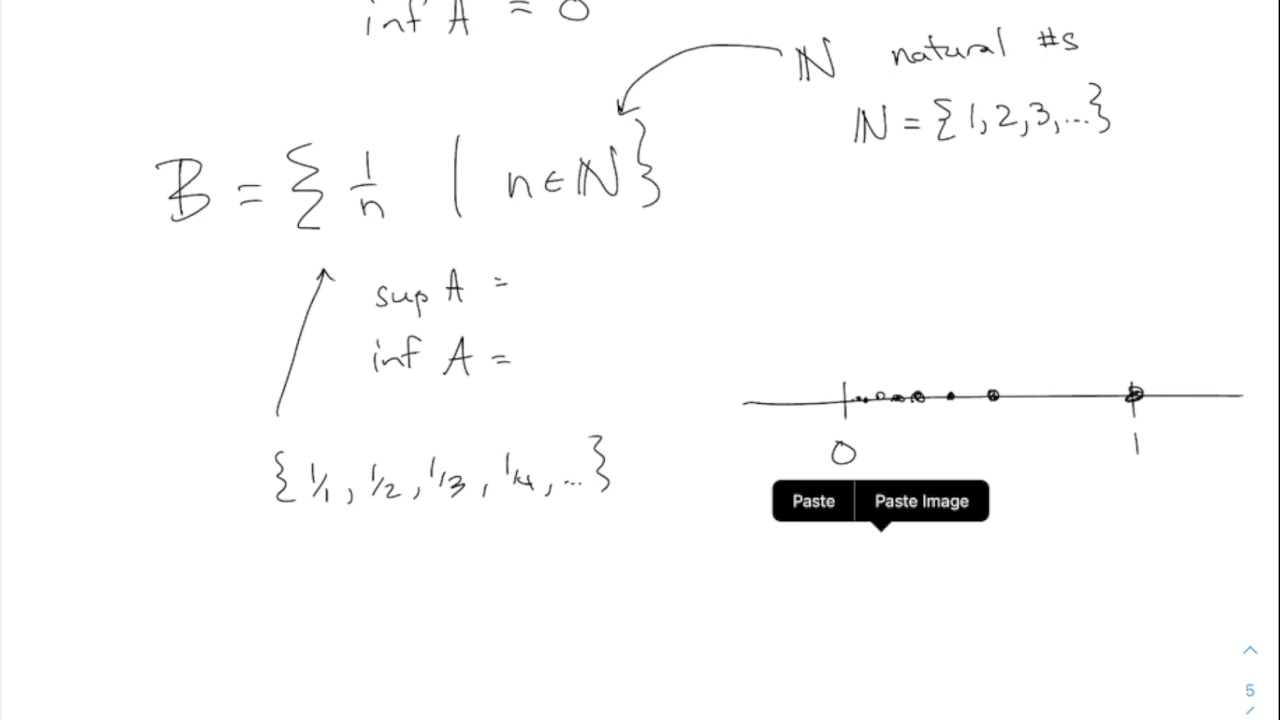 inf A = 0
ℕ natural #s
ℕ = {1, 2, 3, ...}
B = { 1/n | n ∈ ℕ }
sup A =
inf A =
0 1
{ 1/1, 1/2, 1/3, 1/4, ... }
Paste Paste Image
5